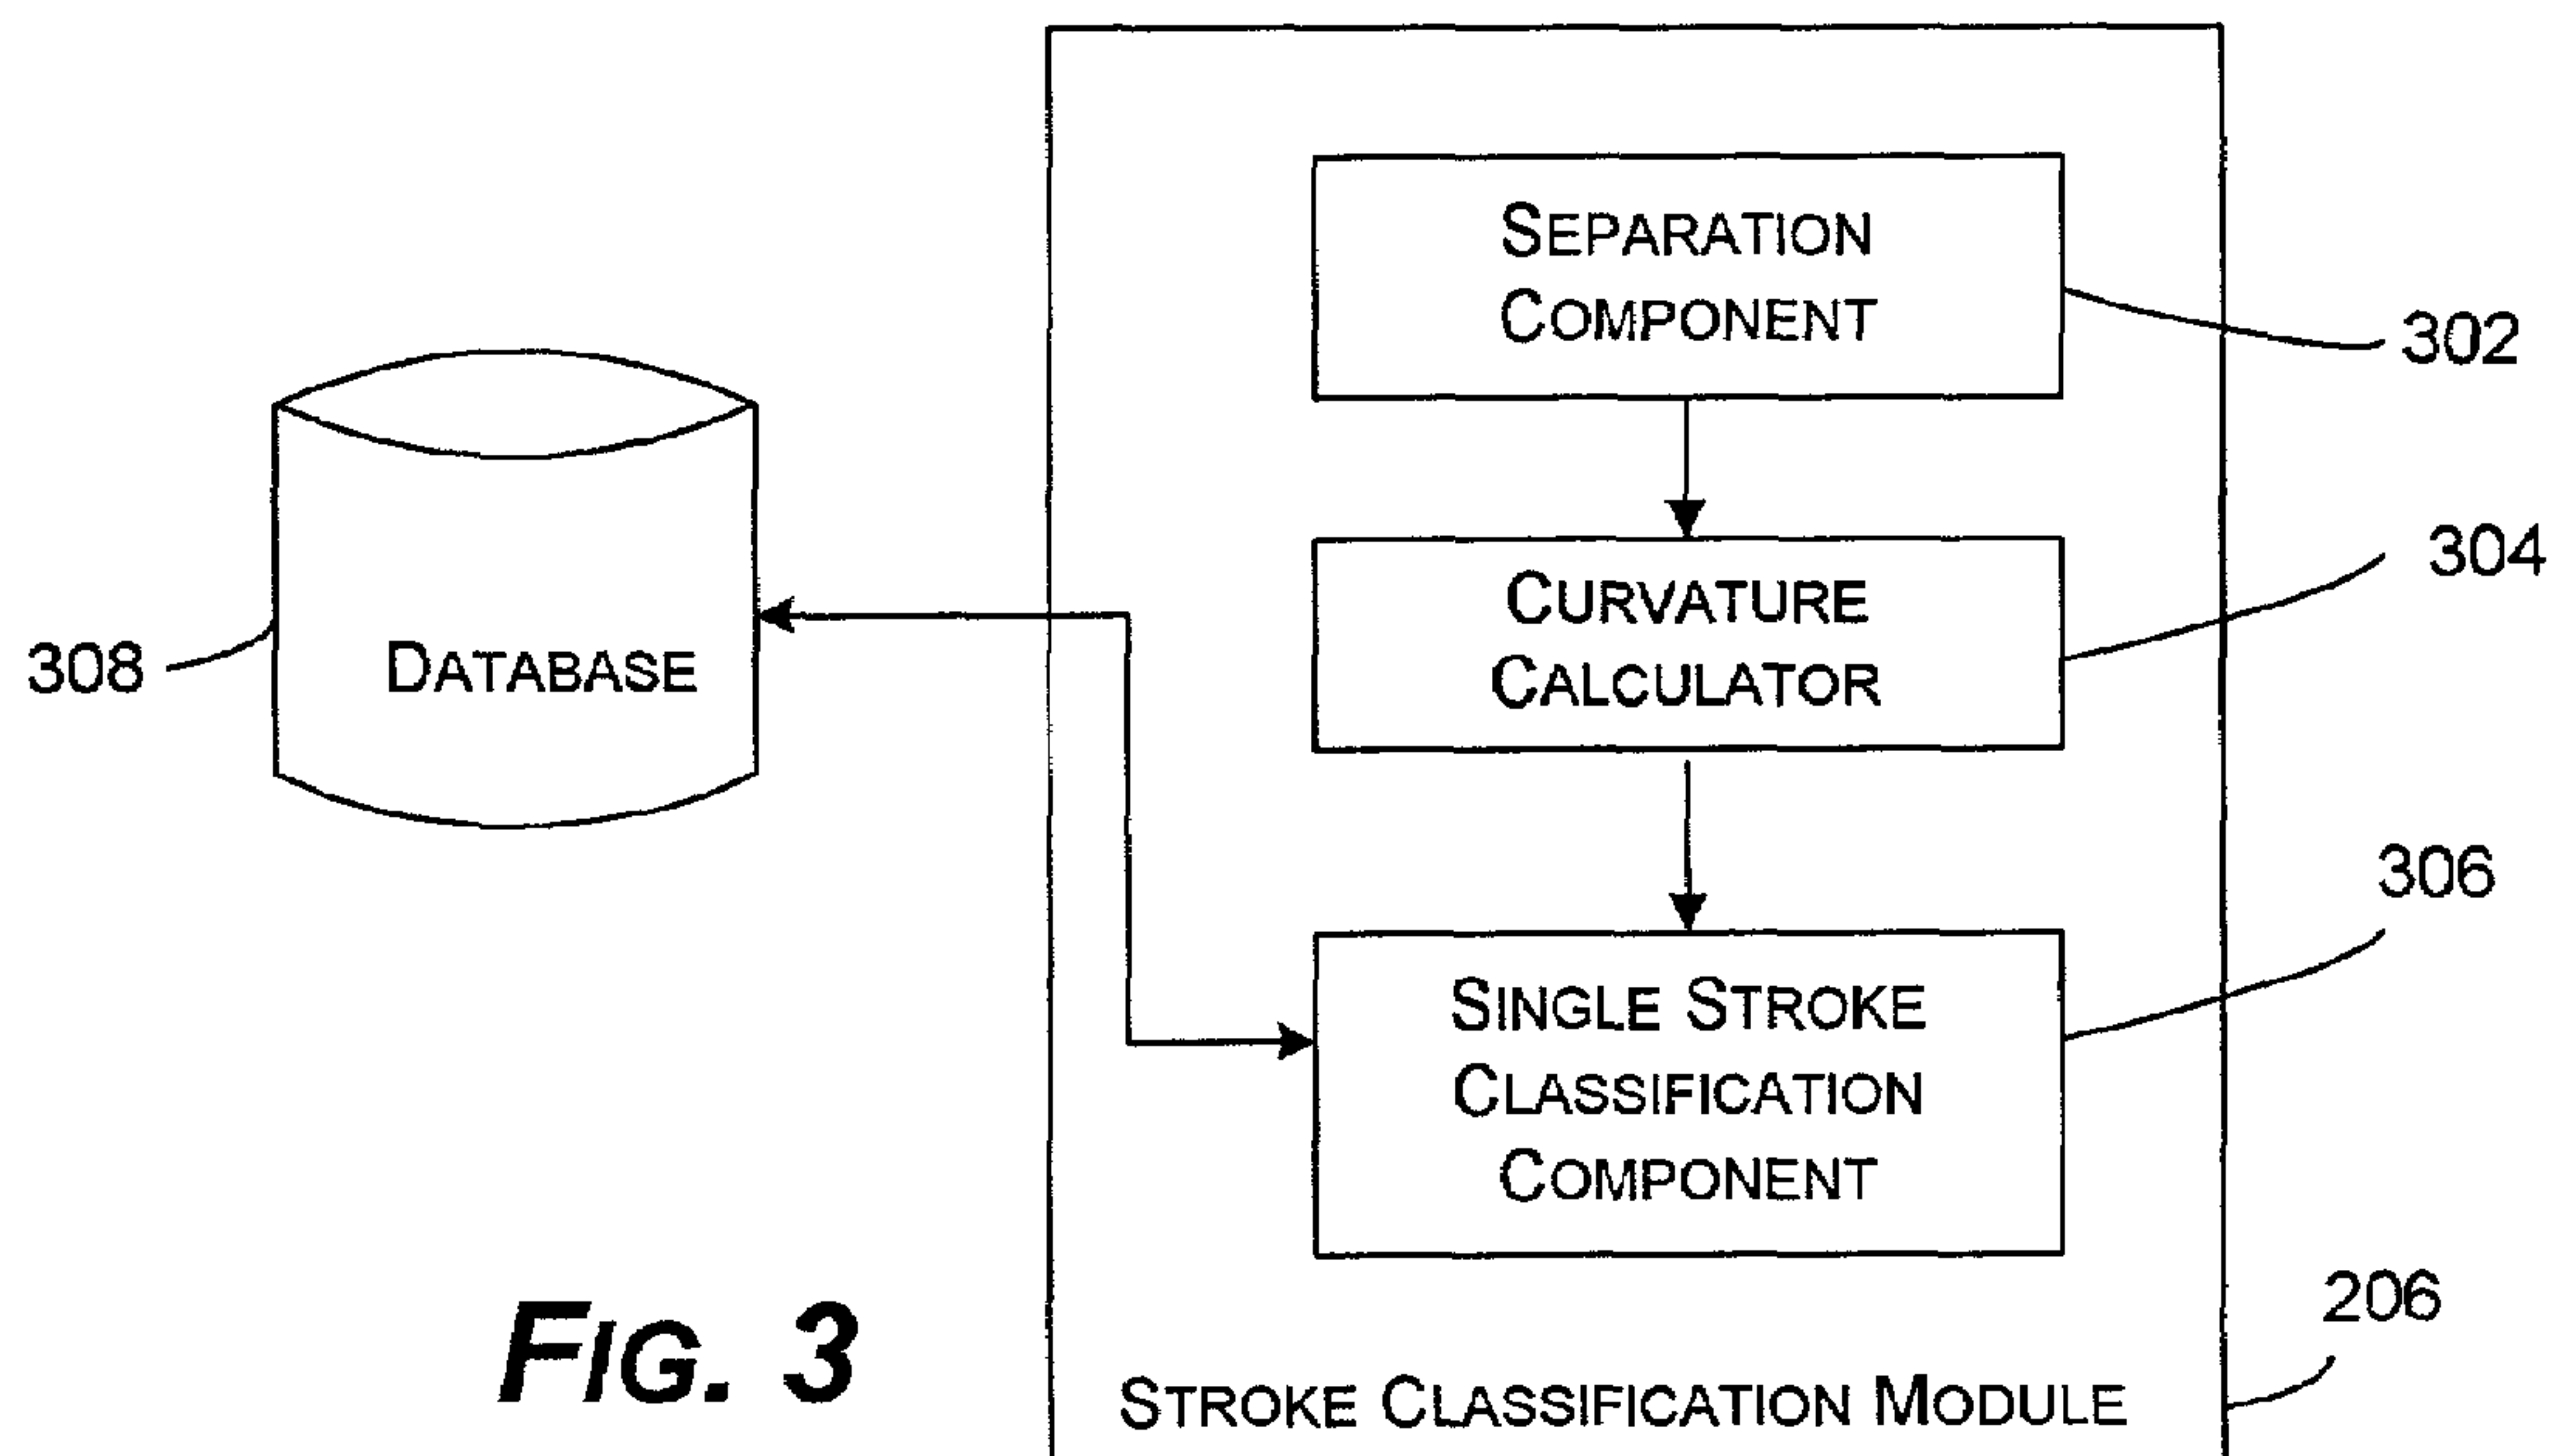 SEPARATION
COMPONENT
302
CURVATURE
CALCULATOR
304
308
DATABASE
306
SINGLE STROKE
CLASSIFICATION
COMPONENT
206
FIG. 3
STROKE CLASSIFICATION MODULE